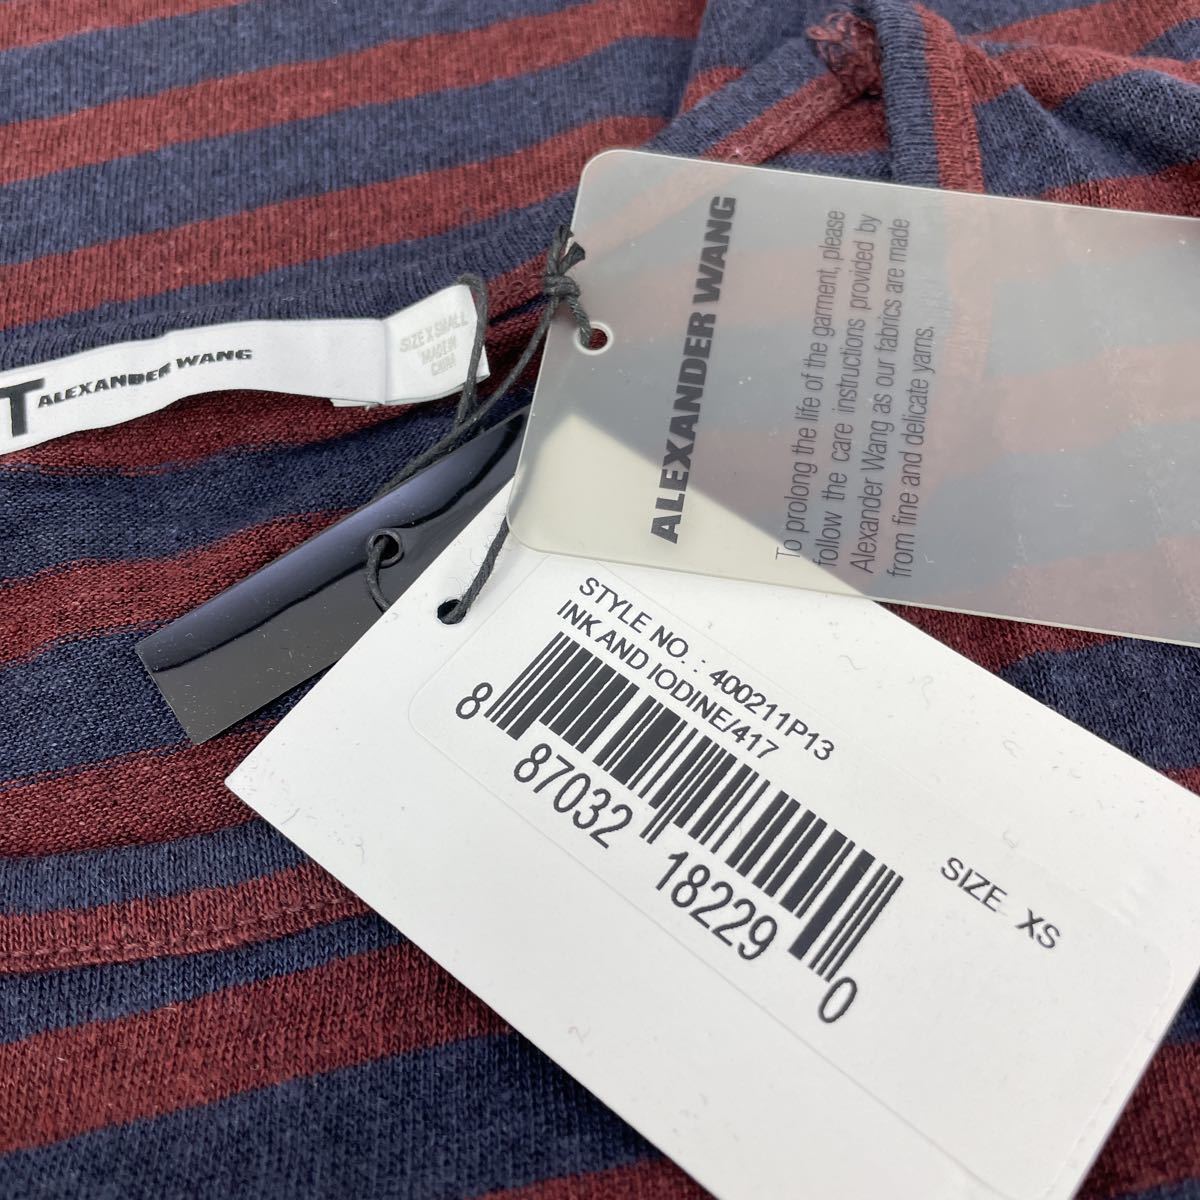 T ALEXANDER WANG
SIZE X SMALL
MADE IN
CHINA
ALEXANDER WANG
To prolong the life of the garment, please
follow the care instructions provided by
Alexander Wang as our fabrics are made
from fine and delicate yarns.
STYLE NO. : 400211P13
INK AND IODINE/417
8 87032 18229 0
SIZE XS